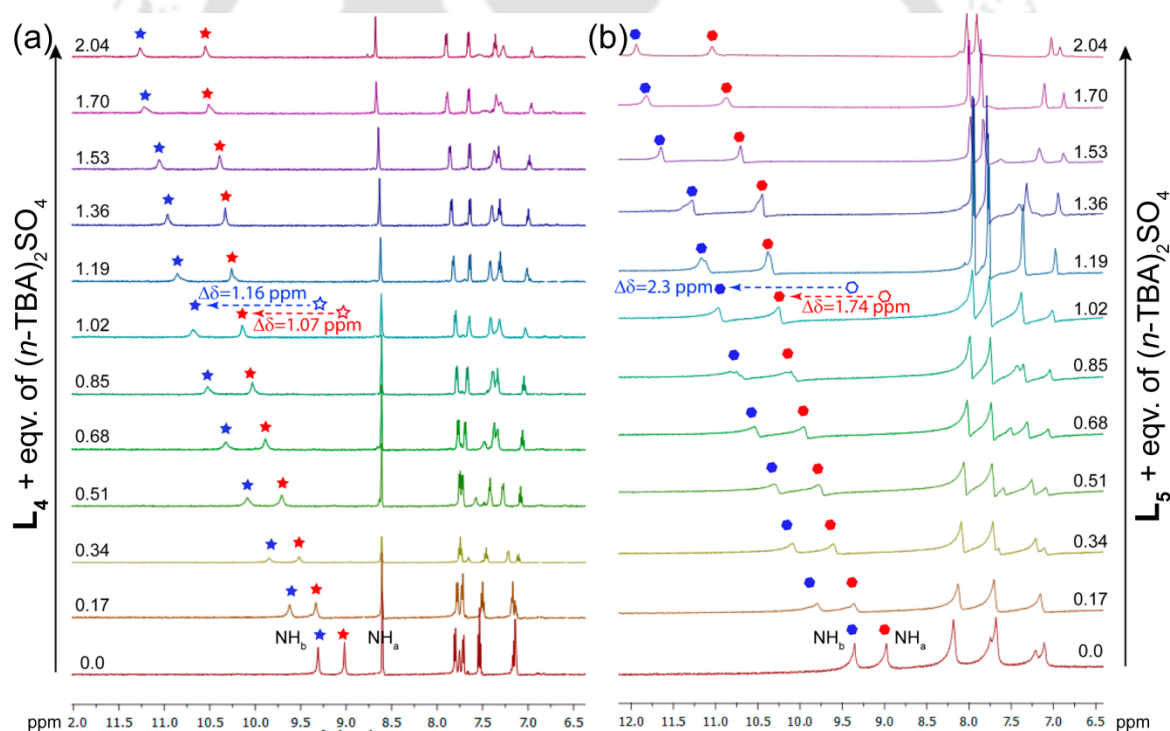 (a)
L4 + eqv. of (n-TBA)2SO4
2.04
1.70
1.53
1.36
1.19
Δδ=1.16 ppm
1.02
Δδ=1.07 ppm
0.85
0.68
0.51
0.34
0.17
NHb NHa
0.0
ppm 2.0 11.5 11.0 10.5 10.0 9.5 9.0 8.5 8.0 7.5 7.0 6.5
(b)
2.04
1.70
1.53
1.36
1.19
Δδ=2.3 ppm
Δδ=1.74 ppm
1.02
0.85
0.68
0.51
0.34
0.17
NHb NHa
0.0
12.0 11.5 11.0 10.5 10.0 9.5 9.0 8.5 8.0 7.5 7.0 6.5 ppm
L5 + eqv. of (n-TBA)2SO4